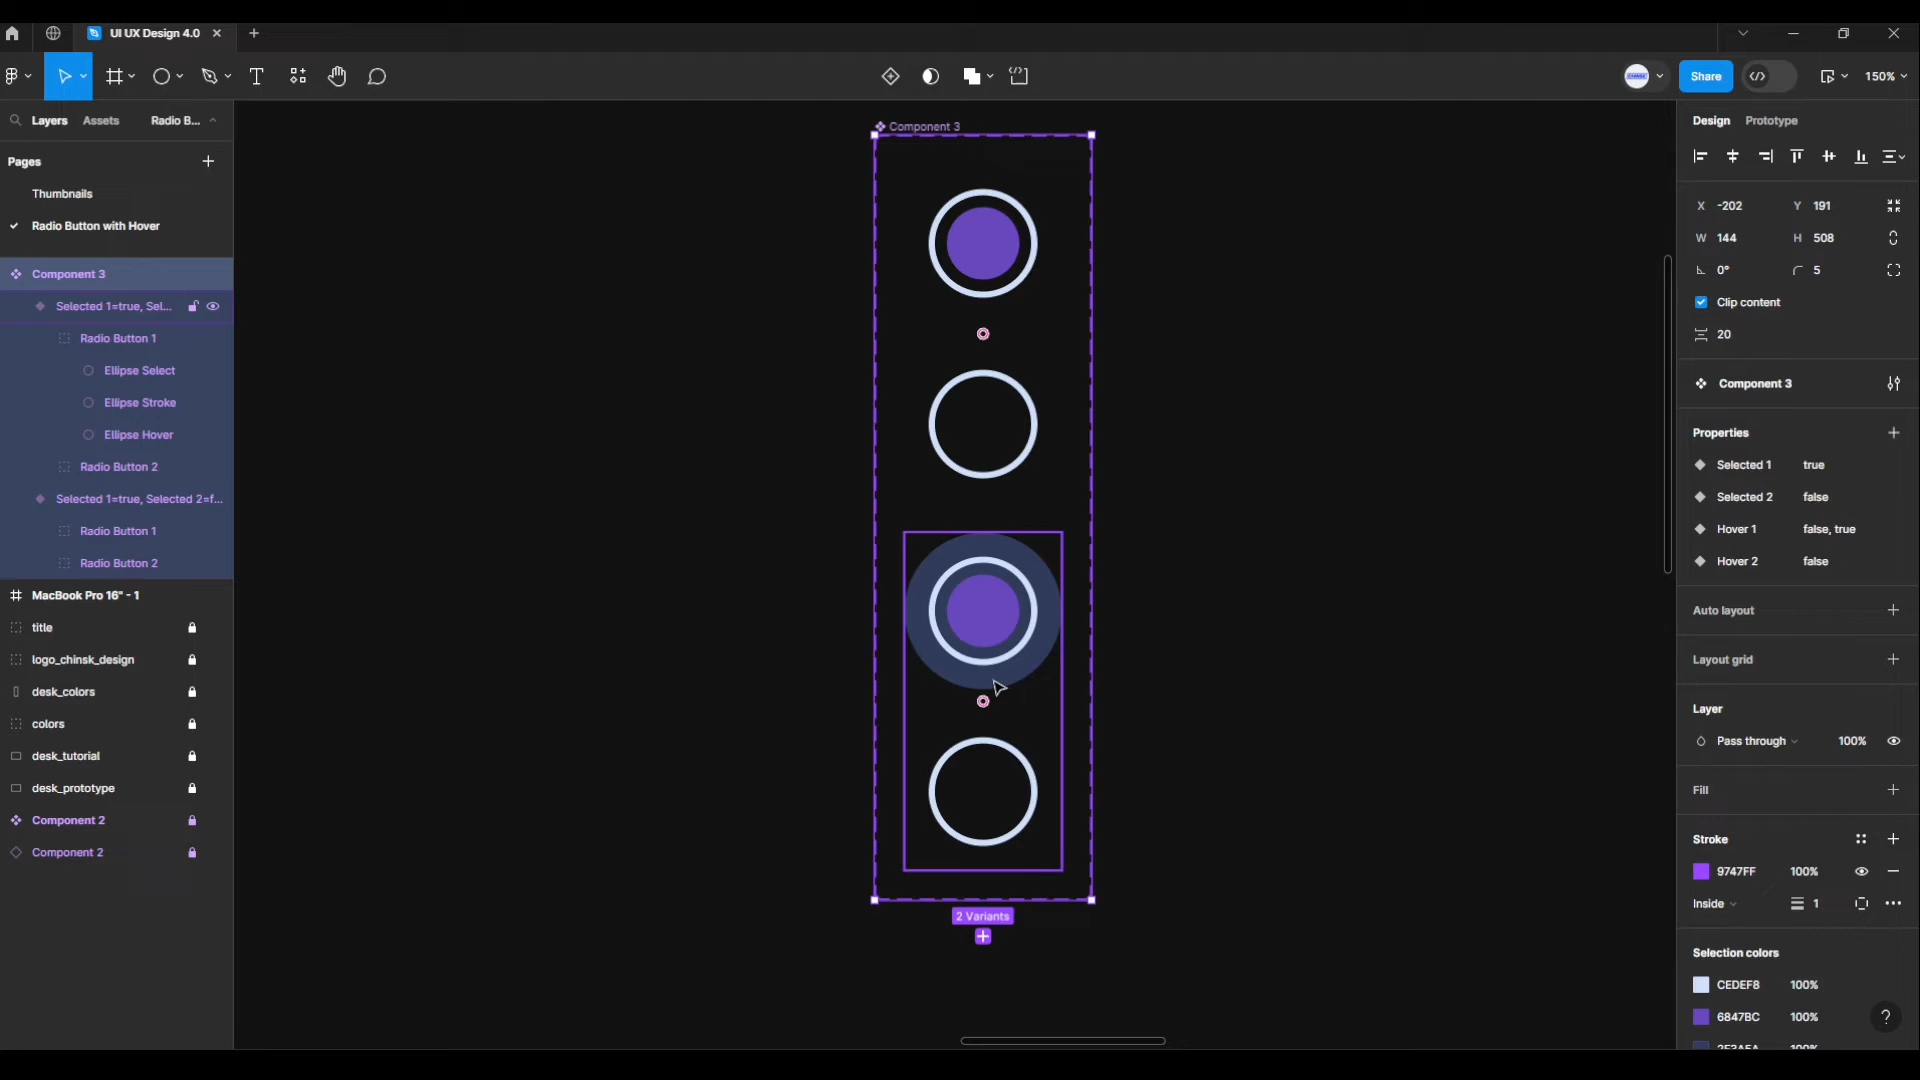 UI UX Design 4.0
Share
150%
Layers
Assets
Radio B...
Pages
Thumbnails
Radio Button with Hover
Component 3
Selected 1=true, Sel...
Radio Button 1
Ellipse Select
Ellipse Stroke
Ellipse Hover
Radio Button 2
Selected 1=true, Selected 2=f...
Radio Button 1
Radio Button 2
MacBook Pro 16" - 1
title
logo_chinsk_design
desk_colors
colors
desk_tutorial
desk_prototype
Component 2
Component 2
Component 3
2 Variants
Design
Prototype
X -202 Y 191
W 144 H 508
0° 5
Clip content
20
Component 3
Properties
Selected 1 true
Selected 2 false
Hover 1 false, true
Hover 2 false
Auto layout
Layout grid
Layer
Pass through 100%
Fill
Stroke
9747FF 100%
Inside 1
Selection colors
CEDEF8 100%
6847BC 100%
?